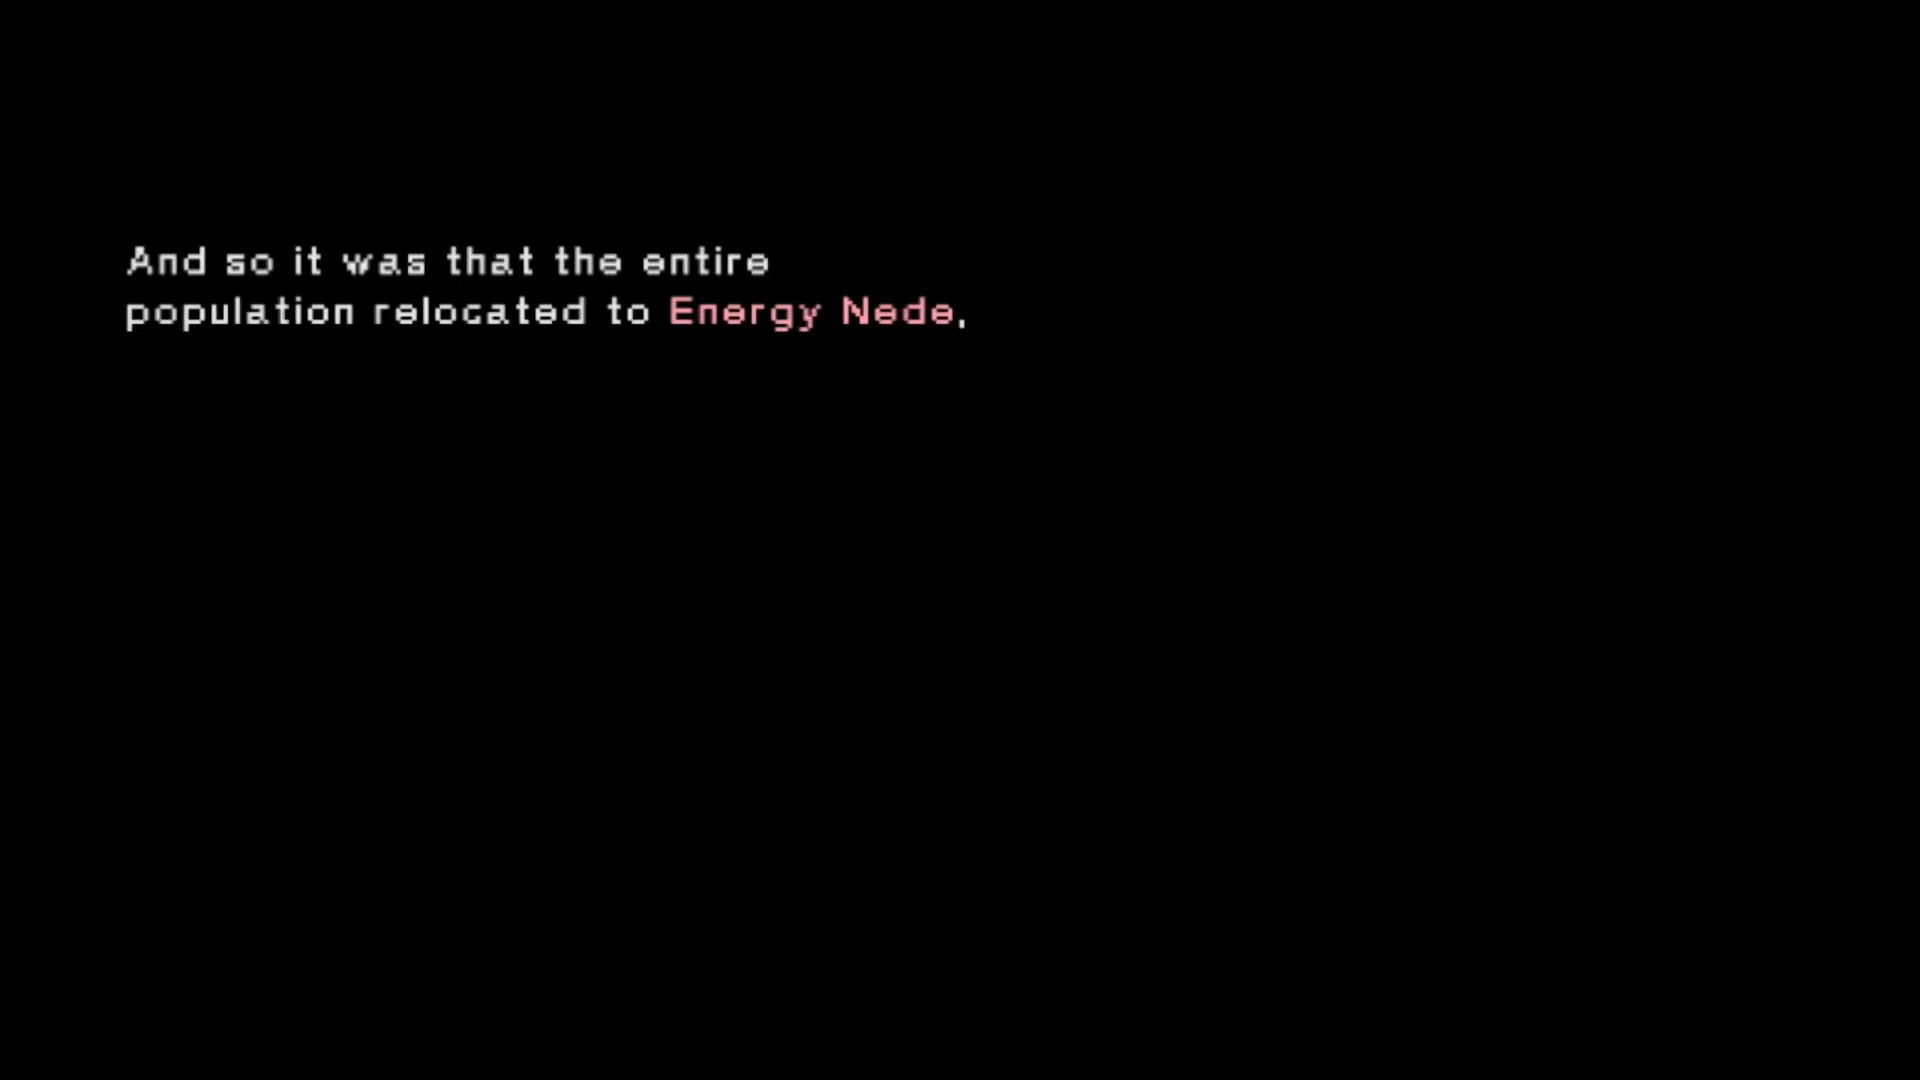 And so it was that the entire
population relocated to Energy Nede,